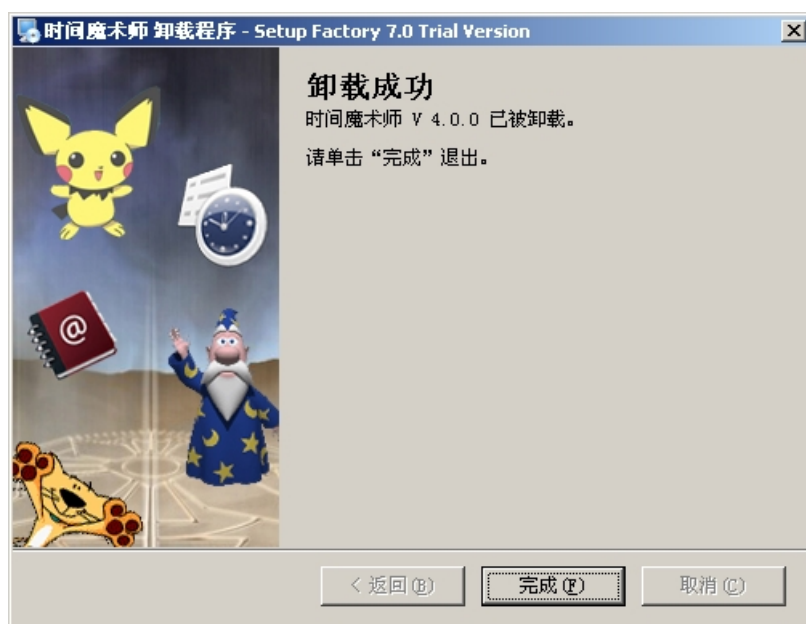 时间魔术师 卸载程序 - Setup Factory 7.0 Trial Version
卸载成功
时间魔术师 V 4.0.0 已被卸载。
请单击“完成”退出。
@
< 返回(B)
完成(F)
取消(C)